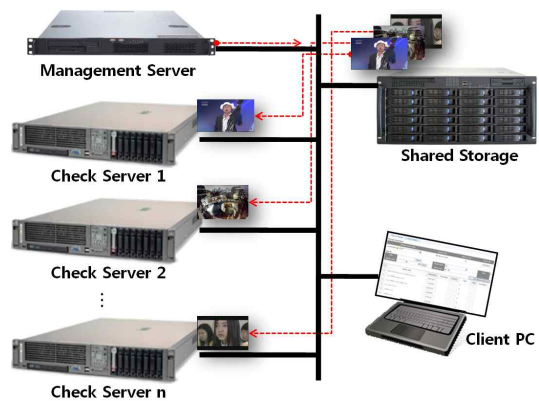 Management Server
Check Server 1
Shared Storage
Check Server 2
⋮
Client PC
Check Server n